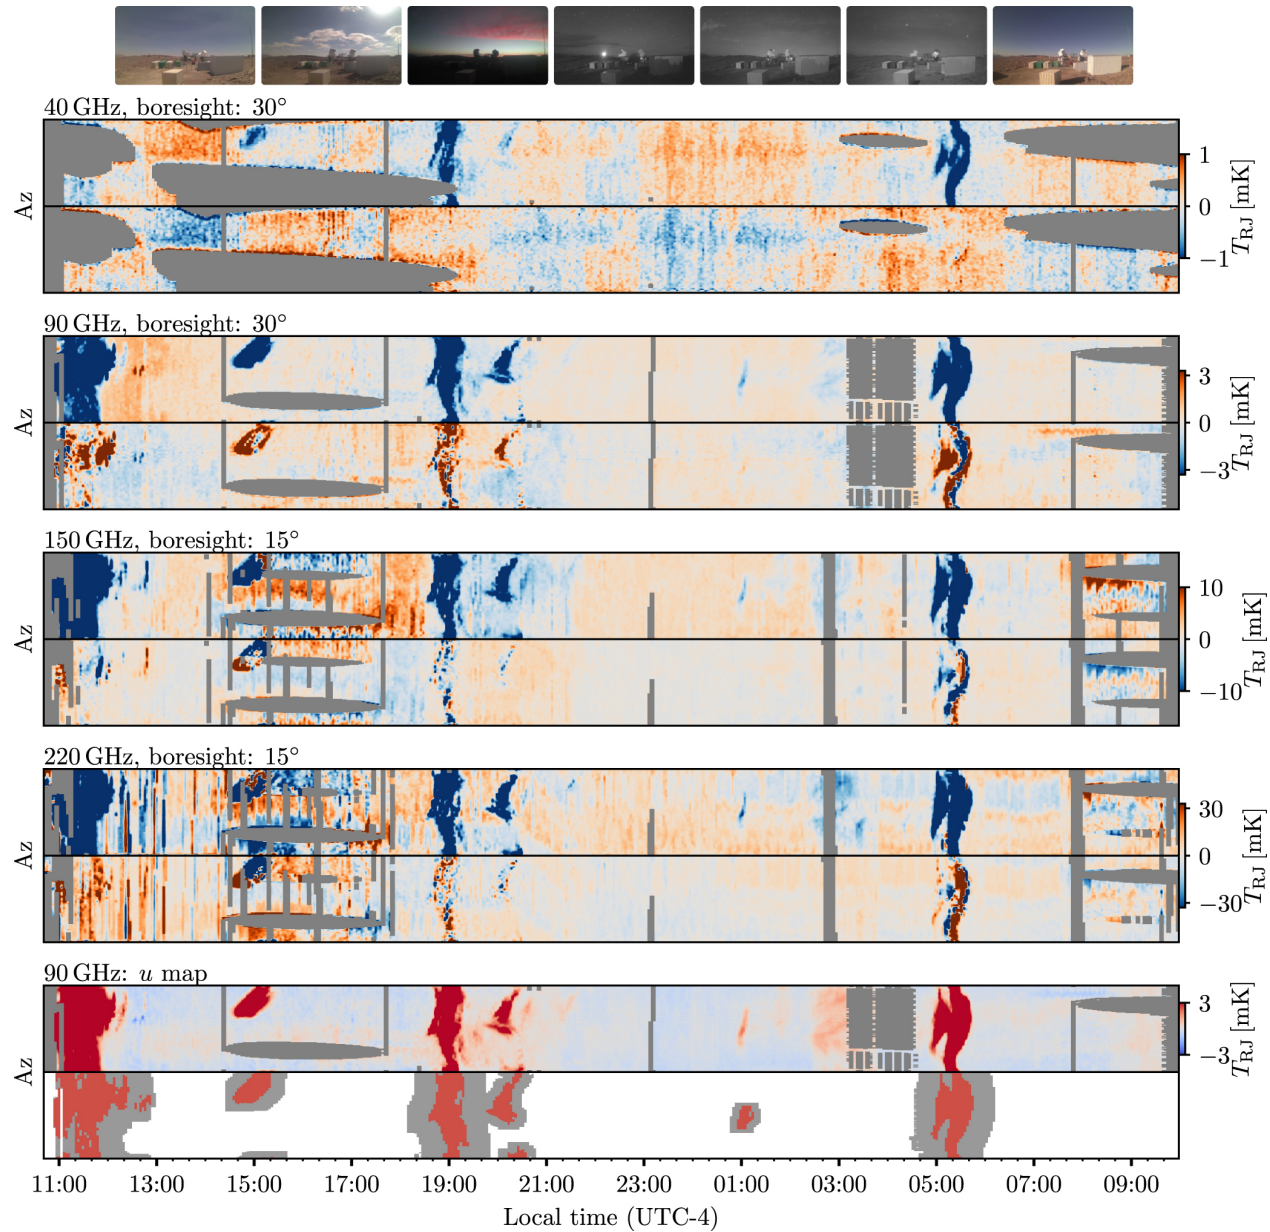 40 GHz, boresight: 30°
Az
1
0
−1
T_RJ [mK]
90 GHz, boresight: 30°
Az
3
0
−3
T_RJ [mK]
150 GHz, boresight: 15°
Az
10
0
−10
T_RJ [mK]
220 GHz, boresight: 15°
Az
30
0
−30
T_RJ [mK]
90 GHz: u map
Az
3
−3
T_RJ [mK]
11:00 13:00 15:00 17:00 19:00 21:00 23:00 01:00 03:00 05:00 07:00 09:00
Local time (UTC-4)